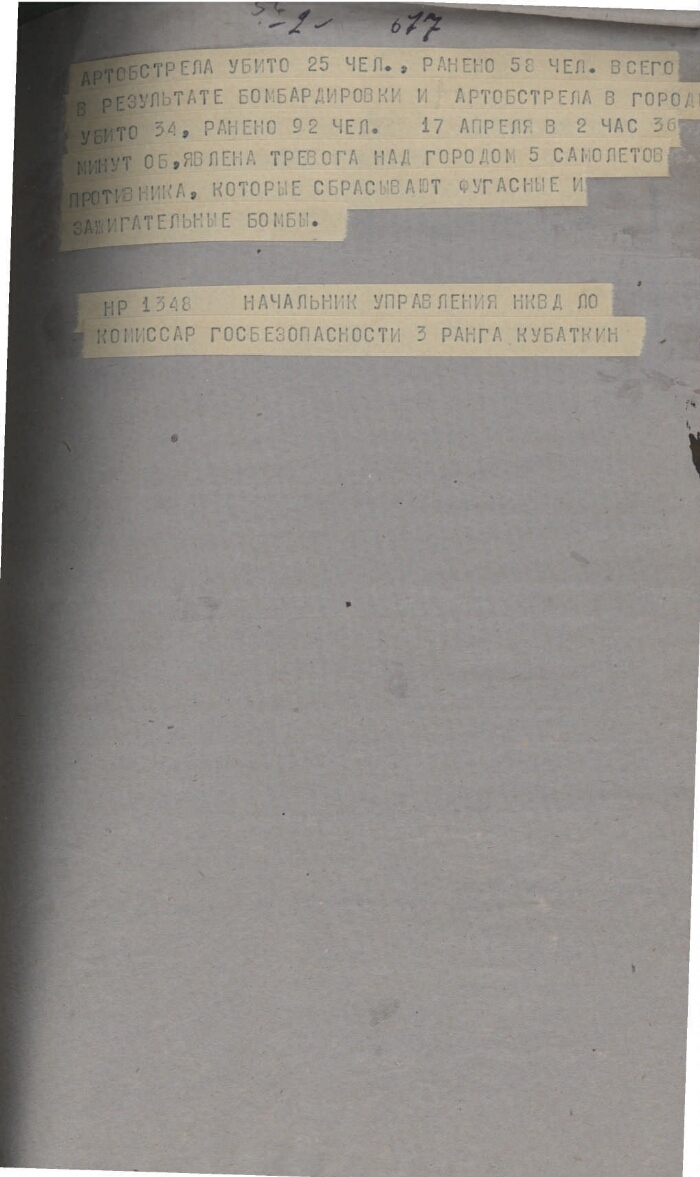 -2-
677
АРТОБСТРЕЛА УБИТО 25 ЧЕЛ., РАНЕНО 58 ЧЕЛ. ВСЕГО
В РЕЗУЛЬТАТЕ БОМБАРДИРОВКИ И АРТОБСТРЕЛА В ГОРОД
УБИТО 34, РАНЕНО 92 ЧЕЛ. 17 АПРЕЛЯ В 2 ЧАС 36
МИНУТ ОБ,ЯВЛЕНА ТРЕВОГА НАД ГОРОДОМ 5 САМОЛЕТОВ
ПРОТИВНИКА, КОТОРЫЕ СБРАСЫВАЮТ ФУГАСНЫЕ И
ЗАЖИГАТЕЛЬНЫЕ БОМБЫ.
НР 1348 НАЧАЛЬНИК УПРАВЛЕНИЯ НКВД ЛО
КОМИССАР ГОСБЕЗОПАСНОСТИ 3 РАНГА КУБАТКИН